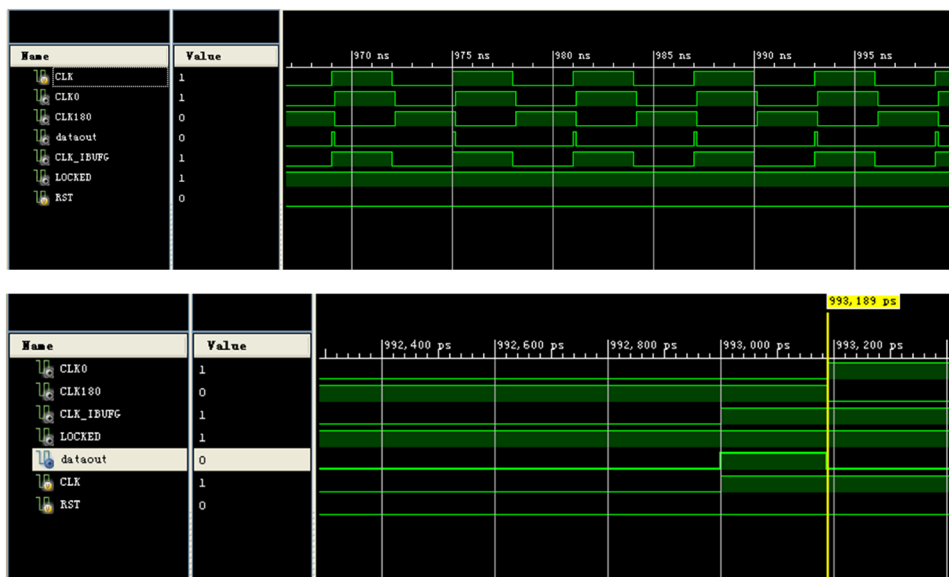 Name Value
970 ns 975 ns 980 ns 985 ns 990 ns 995 ns
CLK 1
CLK0 1
CLK180 0
dataout 0
CLK_IBUFG 1
LOCKED 1
RST 0
993,189 ps
Name Value
992,400 ps 992,600 ps 992,800 ps 993,000 ps 993,200 ps
CLK0 1
CLK180 0
CLK_IBUFG 1
LOCKED 1
dataout 0
CLK 1
RST 0